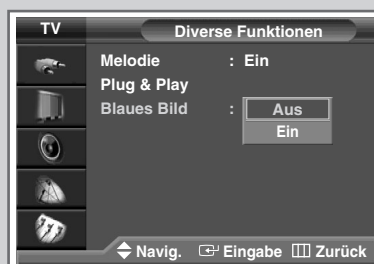 TV
Diverse Funktionen
Melodie : Ein
Plug & Play
Blaues Bild : Aus
Ein
Navig. Eingabe Zurück